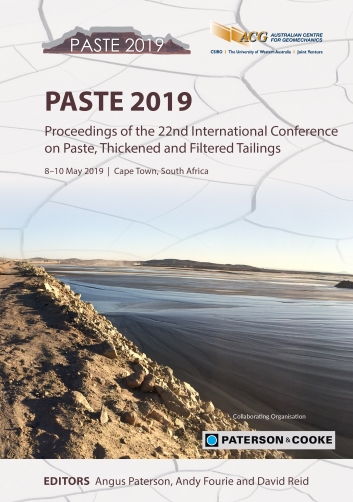 PASTE 2019
ACG AUSTRALIAN CENTRE
FOR GEOMECHANICS
CSIRO | The University of Western Australia | Joint Venture
PASTE 2019
Proceedings of the 22nd International Conference
on Paste, Thickened and Filtered Tailings
8–10 May 2019 | Cape Town, South Africa
Collaborating Organisation
PATERSON & COOKE
EDITORS Angus Paterson, Andy Fourie and David Reid